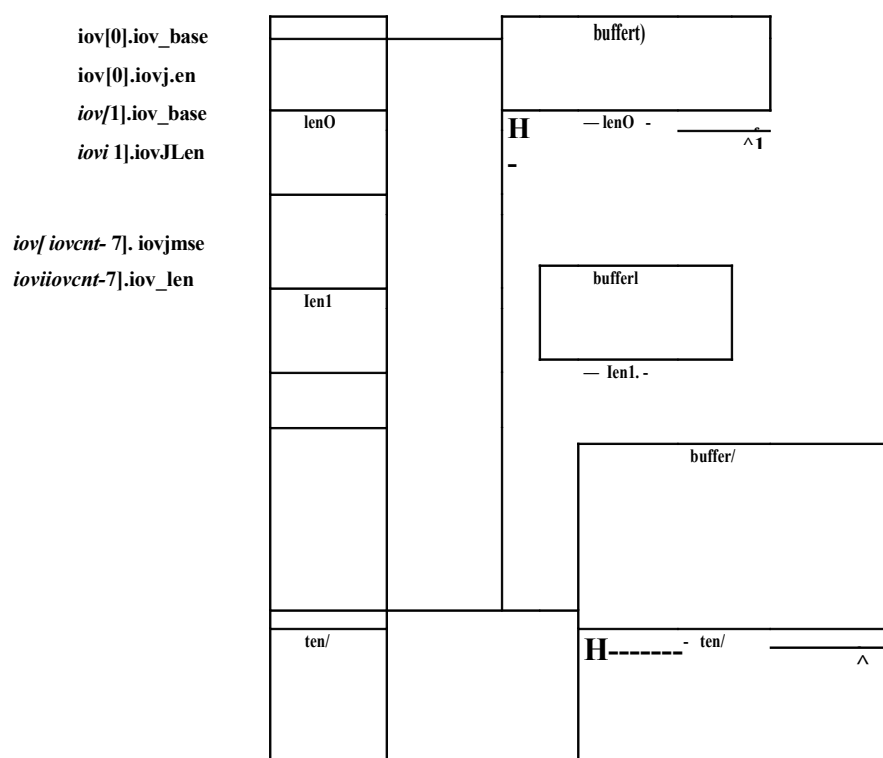 iov[0].iov_base
buffert)
iov[0].iovj.en
iov[1].iov_base
lenO
H
— lenO -
^1
-
iovi 1].iovJLen
iov[ iovcnt- 7]. iovjmse
ioviiovcnt-7].iov_len
bufferl
Ien1
— Ien1. -
buffer/
ten/
H-------- ten/
^